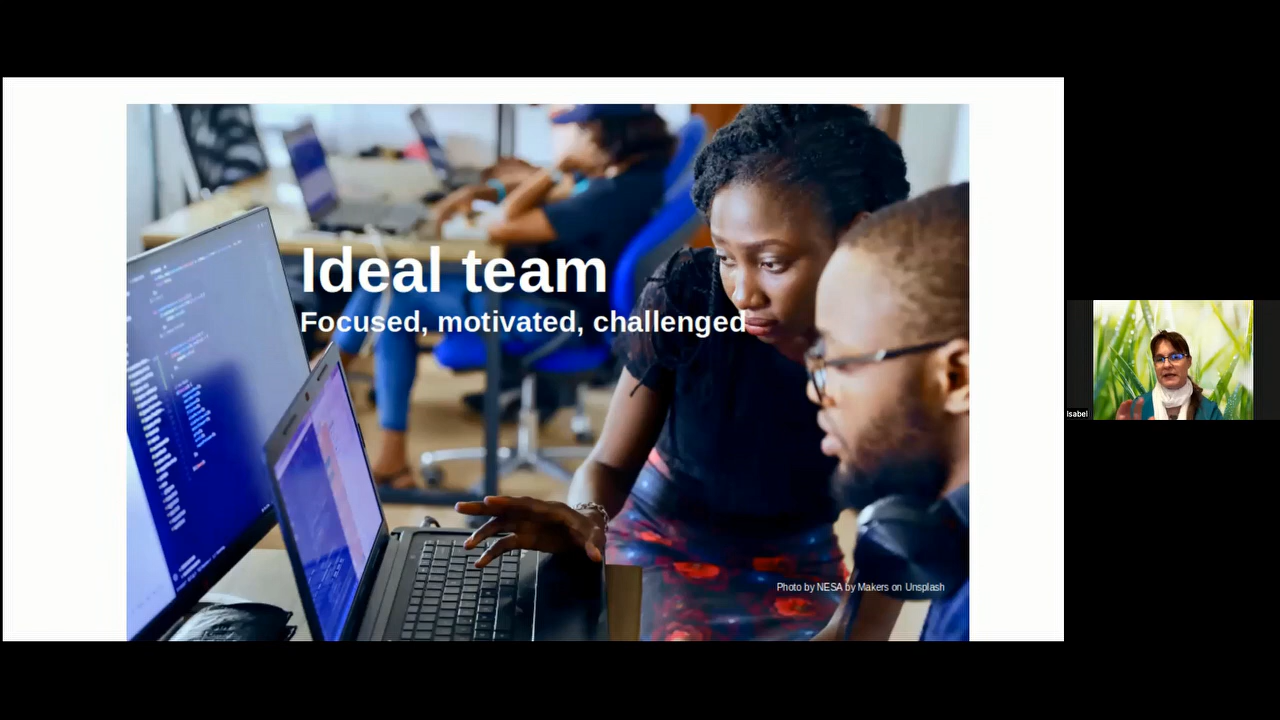 Ideal team
Focused, motivated, challenged
Photo by NESA by Makers on Unsplash
Isabel